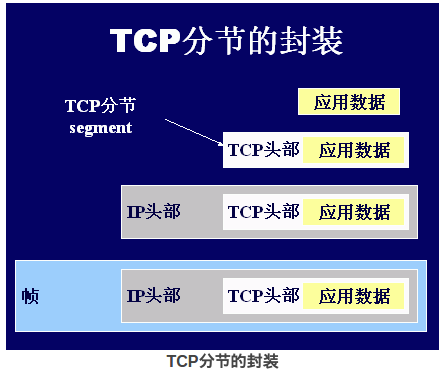 TCP分节的封装
应用数据
TCP分节
segment
TCP头部 应用数据
IP头部 TCP头部 应用数据
帧 IP头部 TCP头部 应用数据
TCP分节的封装